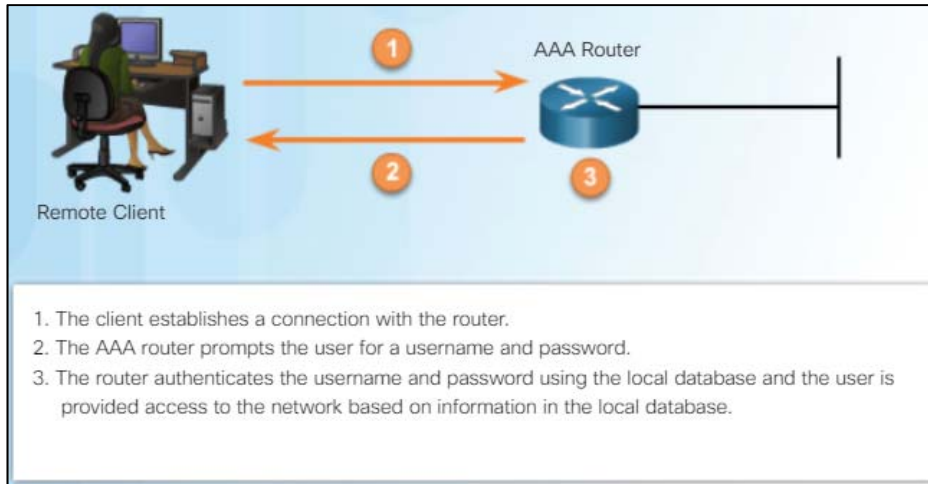 1
AAA Router
2
3
Remote Client
1. The client establishes a connection with the router.
2. The AAA router prompts the user for a username and password.
3. The router authenticates the username and password using the local database and the user is
provided access to the network based on information in the local database.